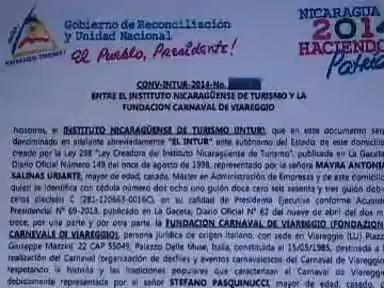 Gobierno de Reconciliación
y Unidad Nacional
El Pueblo, Presidente!
NICARAGUA
2014
HACIENDO
Patria
CONV-INTUR-2014-No.
ENTRE EL INSTITUTO NICARAGÜENSE DE TURISMO Y LA
FUNDACION CARNAVAL DE VIAREGGIO
Nosotros, el INSTITUTO NICARAGÜENSE DE TURISMO (INTUR), que en este documento será
denominado en adelante abreviadamente "EL INTUR" ente autónomo del Estado, de este domicilio
creado por la Ley 298 "Ley Creadora del Instituto Nicaragüense de Turismo", publicada en La Gaceta,
Diario Oficial Número 149 del once de agosto de 1998, representado por la señora MAYRA ANTONIA
SALINAS URIARTE, mayor de edad, casada, Máster en Administración de Empresas y de este domicilio
quien se identifica con cédula número dos ocho uno guión doce cero seis sesenta y tres guión
cero dieciséis C (281-120663-0016C), en su calidad de Presidenta Ejecutiva conforme Acuerdo
Presidencial Nº 69-2013, publicado en La Gaceta, Diario Oficial Nº 62 del nueve de abril del dos m
trece, por una parte y por otra parte, la FUNDACION CARNAVAL DE VIAREGGIO (FONDAZIONE
CARNEVALE DI VIAREGGIO), persona jurídica de origen italiano, con sede en Viareggio (LU) Piazza
Giuseppe Mazzini, 22 CAP 55049, Palazzo Delle Muse, Italia, constituida el 15/05/1985, destinada a
realización del Carnaval (organización de desfiles y eventos carnavalescos del Carnaval de Viareggio)
respetando la historia y las tradiciones populares que caracterizan el Carnaval de Viareggio
debidamente representada por el señor STEFANO PASQUINUCCI, mayor de edad, casado,